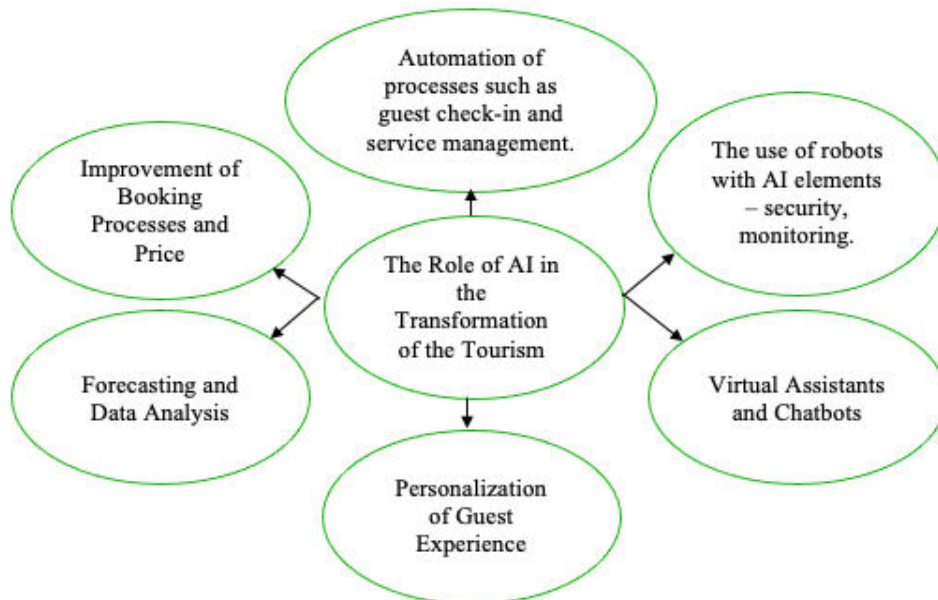 Automation of
processes such as
guest check-in and
service management.
Improvement of
Booking
Processes and
Price
The use of robots
with AI elements
– security,
monitoring.
The Role of AI in
the
Transformation
of the Tourism
Forecasting and
Data Analysis
Virtual Assistants
and Chatbots
Personalization
of Guest
Experience